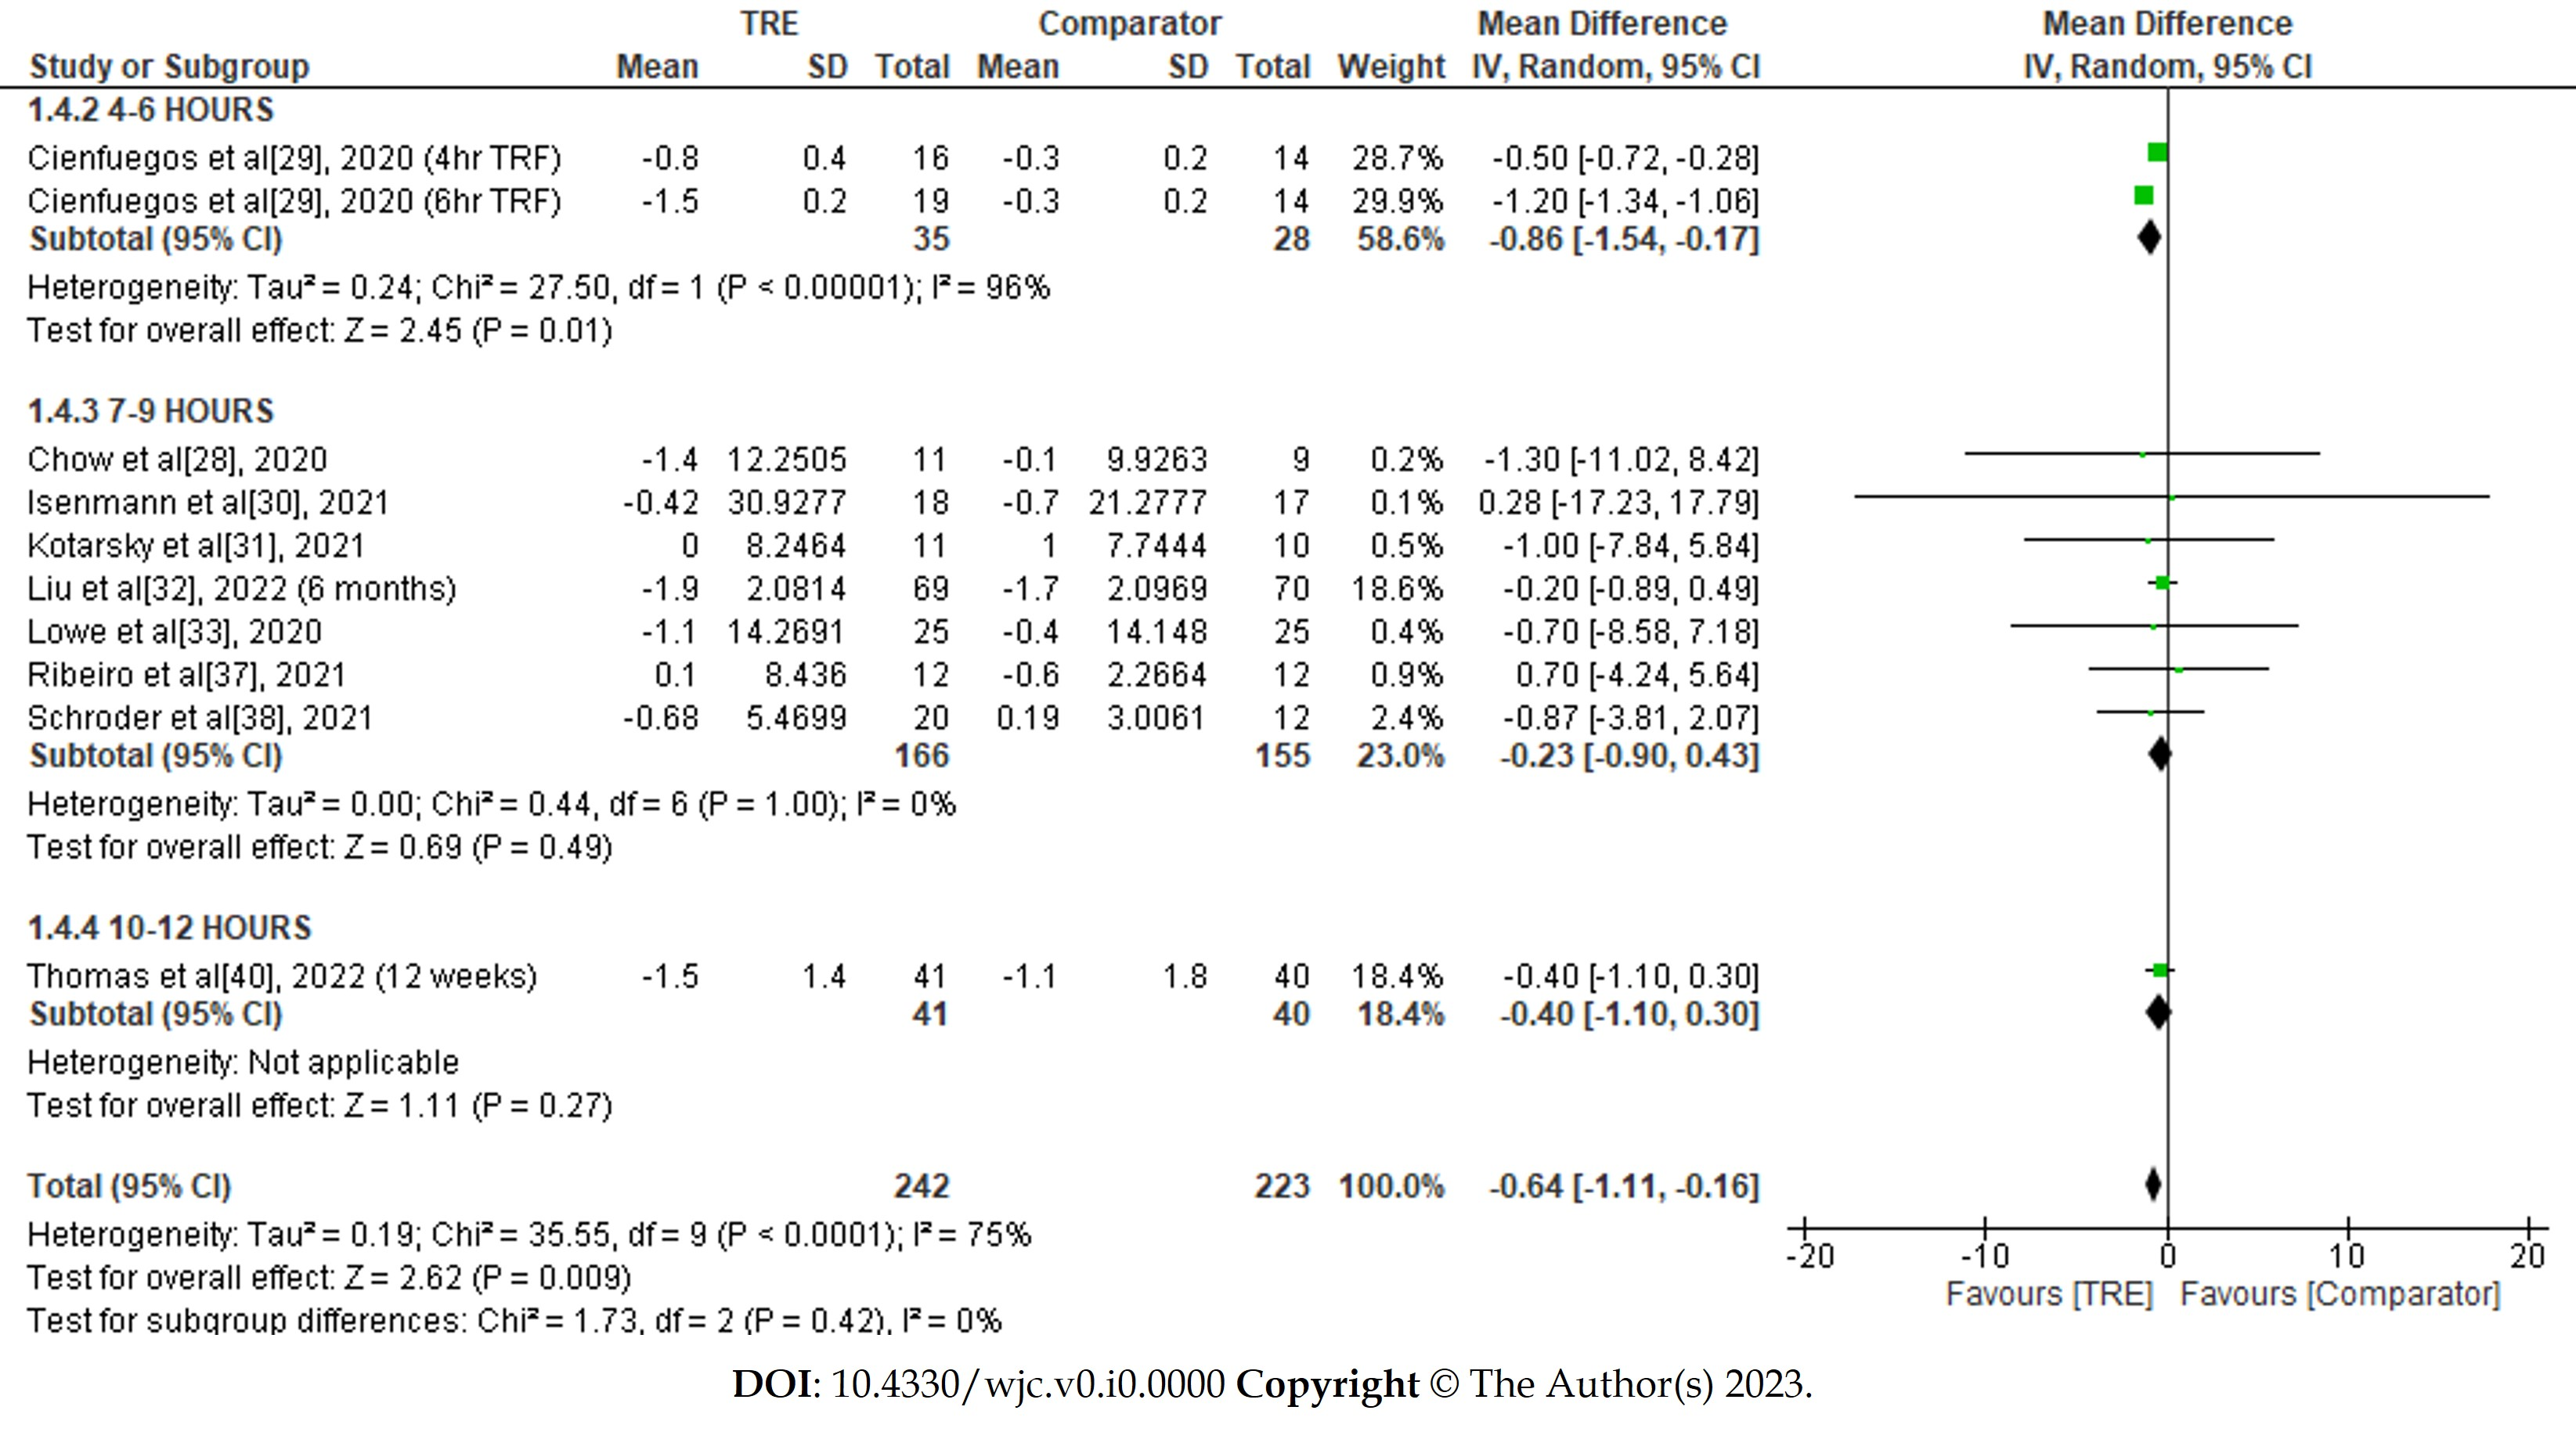 TRE Comparator Mean Difference Mean Difference
Study or Subgroup Mean SD Total Mean SD Total Weight IV, Random, 95% CI IV, Random, 95% CI
1.4.2 4-6 HOURS
Cienfuegos et al[29], 2020 (4hr TRF) -0.8 0.4 16 -0.3 0.2 14 28.7% -0.50 [-0.72, -0.28]
Cienfuegos et al[29], 2020 (6hr TRF) -1.5 0.2 19 -0.3 0.2 14 29.9% -1.20 [-1.34, -1.06]
Subtotal (95% CI) 35 28 58.6% -0.86 [-1.54, -0.17]
Heterogeneity: Tau² = 0.24; Chi² = 27.50, df = 1 (P < 0.00001); I² = 96%
Test for overall effect: Z = 2.45 (P = 0.01)
1.4.3 7-9 HOURS
Chow et al[28], 2020 -1.4 12.2505 11 -0.1 9.9263 9 0.2% -1.30 [-11.02, 8.42]
Isenmann et al[30], 2021 -0.42 30.9277 18 -0.7 21.2777 17 0.1% 0.28 [-17.23, 17.79]
Kotarsky et al[31], 2021 0 8.2464 11 1 7.7444 10 0.5% -1.00 [-7.84, 5.84]
Liu et al[32], 2022 (6 months) -1.9 2.0814 69 -1.7 2.0969 70 18.6% -0.20 [-0.89, 0.49]
Lowe et al[33], 2020 -1.1 14.2691 25 -0.4 14.148 25 0.4% -0.70 [-8.58, 7.18]
Ribeiro et al[37], 2021 0.1 8.436 12 -0.6 2.2664 12 0.9% 0.70 [-4.24, 5.64]
Schroder et al[38], 2021 -0.68 5.4699 20 0.19 3.0061 12 2.4% -0.87 [-3.81, 2.07]
Subtotal (95% CI) 166 155 23.0% -0.23 [-0.90, 0.43]
Heterogeneity: Tau² = 0.00; Chi² = 0.44, df = 6 (P = 1.00); I² = 0%
Test for overall effect: Z = 0.69 (P = 0.49)
1.4.4 10-12 HOURS
Thomas et al[40], 2022 (12 weeks) -1.5 1.4 41 -1.1 1.8 40 18.4% -0.40 [-1.10, 0.30]
Subtotal (95% CI) 41 40 18.4% -0.40 [-1.10, 0.30]
Heterogeneity: Not applicable
Test for overall effect: Z = 1.11 (P = 0.27)
Total (95% CI) 242 223 100.0% -0.64 [-1.11, -0.16]
Heterogeneity: Tau² = 0.19; Chi² = 35.55, df = 9 (P < 0.0001); I² = 75%
Test for overall effect: Z = 2.62 (P = 0.009)
Test for subgroup differences: Chi² = 1.73, df = 2 (P = 0.42), I² = 0%
-20 -10 0 10 20
Favours [TRE] Favours [Comparator]
DOI: 10.4330/wjc.v0.i0.0000 Copyright © The Author(s) 2023.